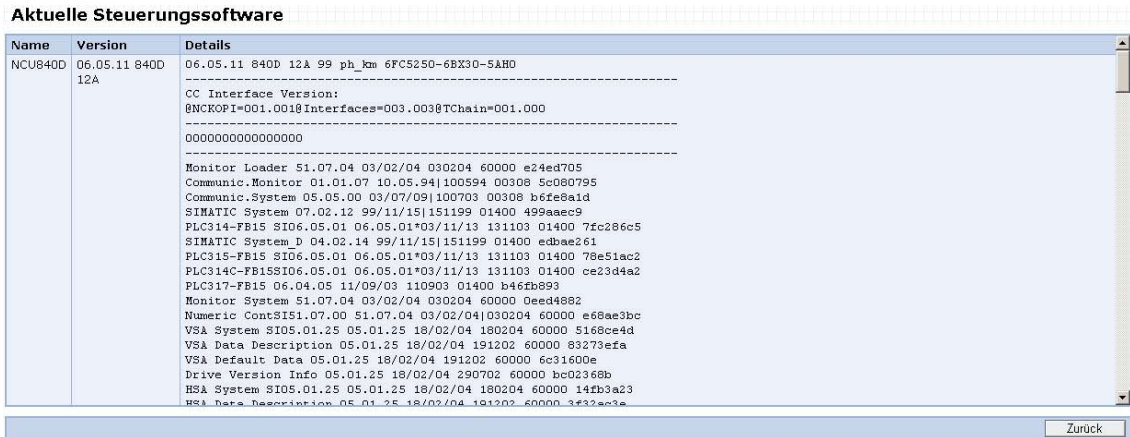 Aktuelle Steuerungssoftware
Name Version Details
NCU840D 06.05.11 840D 12A 06.05.11 840D 12A 99 ph_km 6FC5250-6BX30-5AH0
--------------------------------------------------------------------
CC Interface Version:
@NCKOPI=001.001@Interfaces=003.003@TChain=001.000
--------------------------------------------------------------------
0000000000000000
--------------------------------------------------------------------
Monitor Loader 51.07.04 03/02/04 030204 60000 e24ed705
Communic.Monitor 01.01.07 10.05.94|100594 00308 5c080795
Communic.System 05.05.00 03/07/09|100703 00308 b6fe8a1d
SIMATIC System 07.02.12 99/11/15|151199 01400 499aaec9
PLC314-FB15 SI06.05.01 06.05.01*03/11/13 131103 01400 7fc286c5
SIMATIC System_D 04.02.14 99/11/15|151199 01400 edbae261
PLC315-FB15 SI06.05.01 06.05.01*03/11/13 131103 01400 78e51ac2
PLC314C-FB15SI06.05.01 06.05.01*03/11/13 131103 01400 ce23d4a2
PLC317-FB15 06.04.05 11/09/03 110903 01400 b46fb893
Monitor System 51.07.04 03/02/04 030204 60000 0eed4882
Numeric ContSI51.07.00 51.07.04 03/02/04|030204 60000 e68ae3bc
VSA System SI05.01.25 05.01.25 18/02/04 180204 60000 5168ce4d
VSA Data Description 05.01.25 18/02/04 191202 60000 83273efa
VSA Default Data 05.01.25 18/02/04 191202 60000 6c31600e
Drive Version Info 05.01.25 18/02/04 290702 60000 bc02368b
HSA System SI05.01.25 05.01.25 18/02/04 180204 60000 14fb3a23
HSA Data Description 05.01.25 18/02/04 191202 60000 3f32ac3e
Zurück